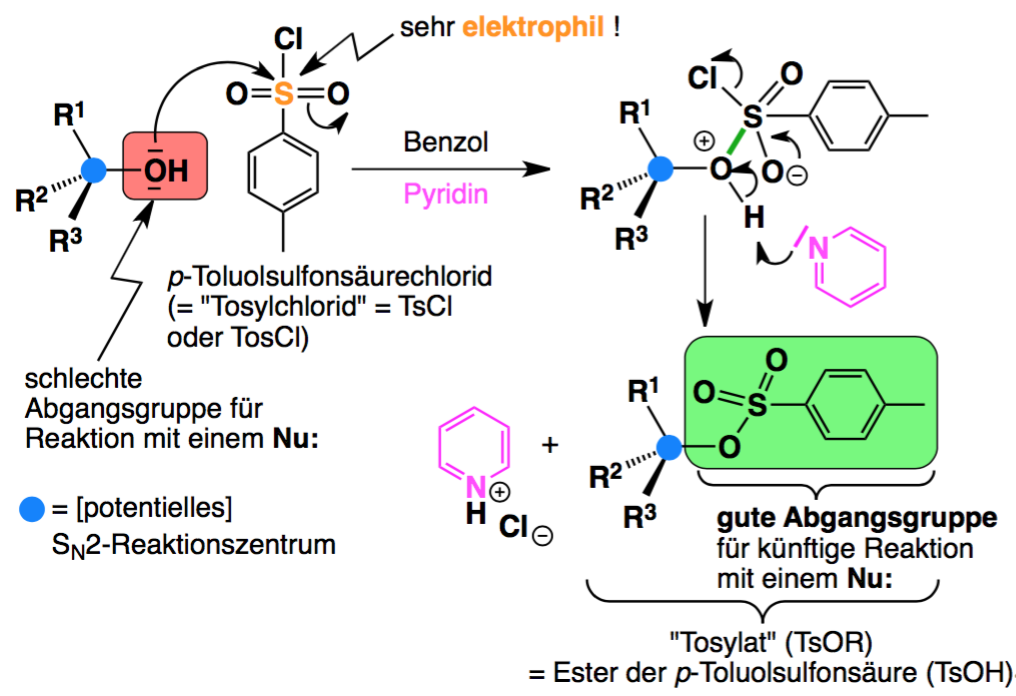 sehr elektrophil !
Cl
O=S=O
R¹
OH
R²
R³
Benzol
Pyridin
Cl
O
S
R¹
⊕
O
O⊖
R²
H
R³
N
p-Toluolsulfonsäurechlorid
(= "Tosylchlorid" = TsCl
oder TosCl)
schlechte
Abgangsgruppe für
Reaktion mit einem Nu:
= [potentielles]
SN2-Reaktionszentrum
N⊕
H
Cl⊖
+
O
R¹
O
S
O
R²
R³
gute Abgangsgruppe
für künftige Reaktion
mit einem Nu:
"Tosylat" (TsOR)
= Ester der p-Toluolsulfonsäure (TsOH)